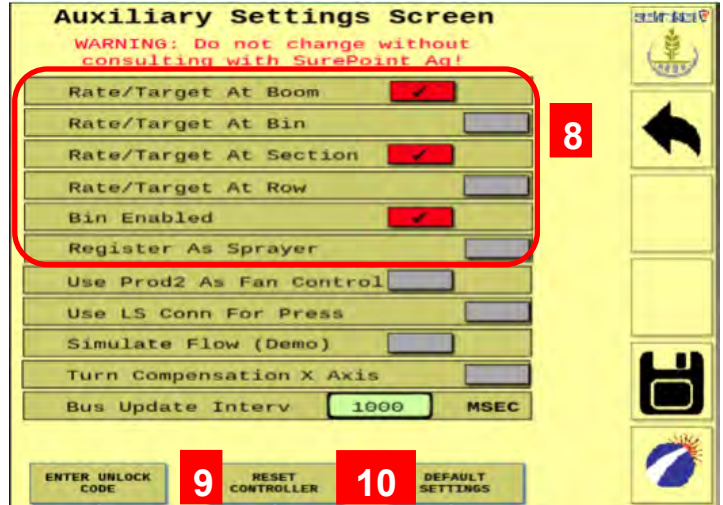 Auxiliary Settings Screen
WARNING: Do not change without
consulting with SurePoint Ag!
Rate/Target At Boom
Rate/Target At Bin
8
Rate/Target At Section
Rate/Target At Row
Bin Enabled
Register As Sprayer
Use Prod2 As Fan Control
Use LS Conn For Press
Simulate Flow (Demo)
Turn Compensation X Axis
Bus Update Interv 1000 MSEC
ENTER UNLOCK
CODE
9
RESET
CONTROLLER
10
DEFAULT
SETTINGS